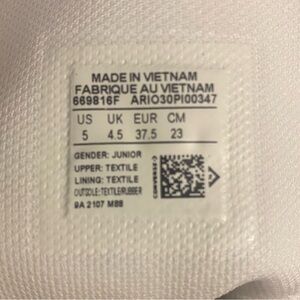 MADE IN VIETNAM
FABRIQUE AU VIETNAM
669816F ARIO30PI00347
US UK EUR CM
5 4.5 37.5 23
GENDER: JUNIOR
UPPER: TEXTILE
LINING: TEXTILE
OUTSOLE: TEXTILE/RUBBER
9A 2107 M88